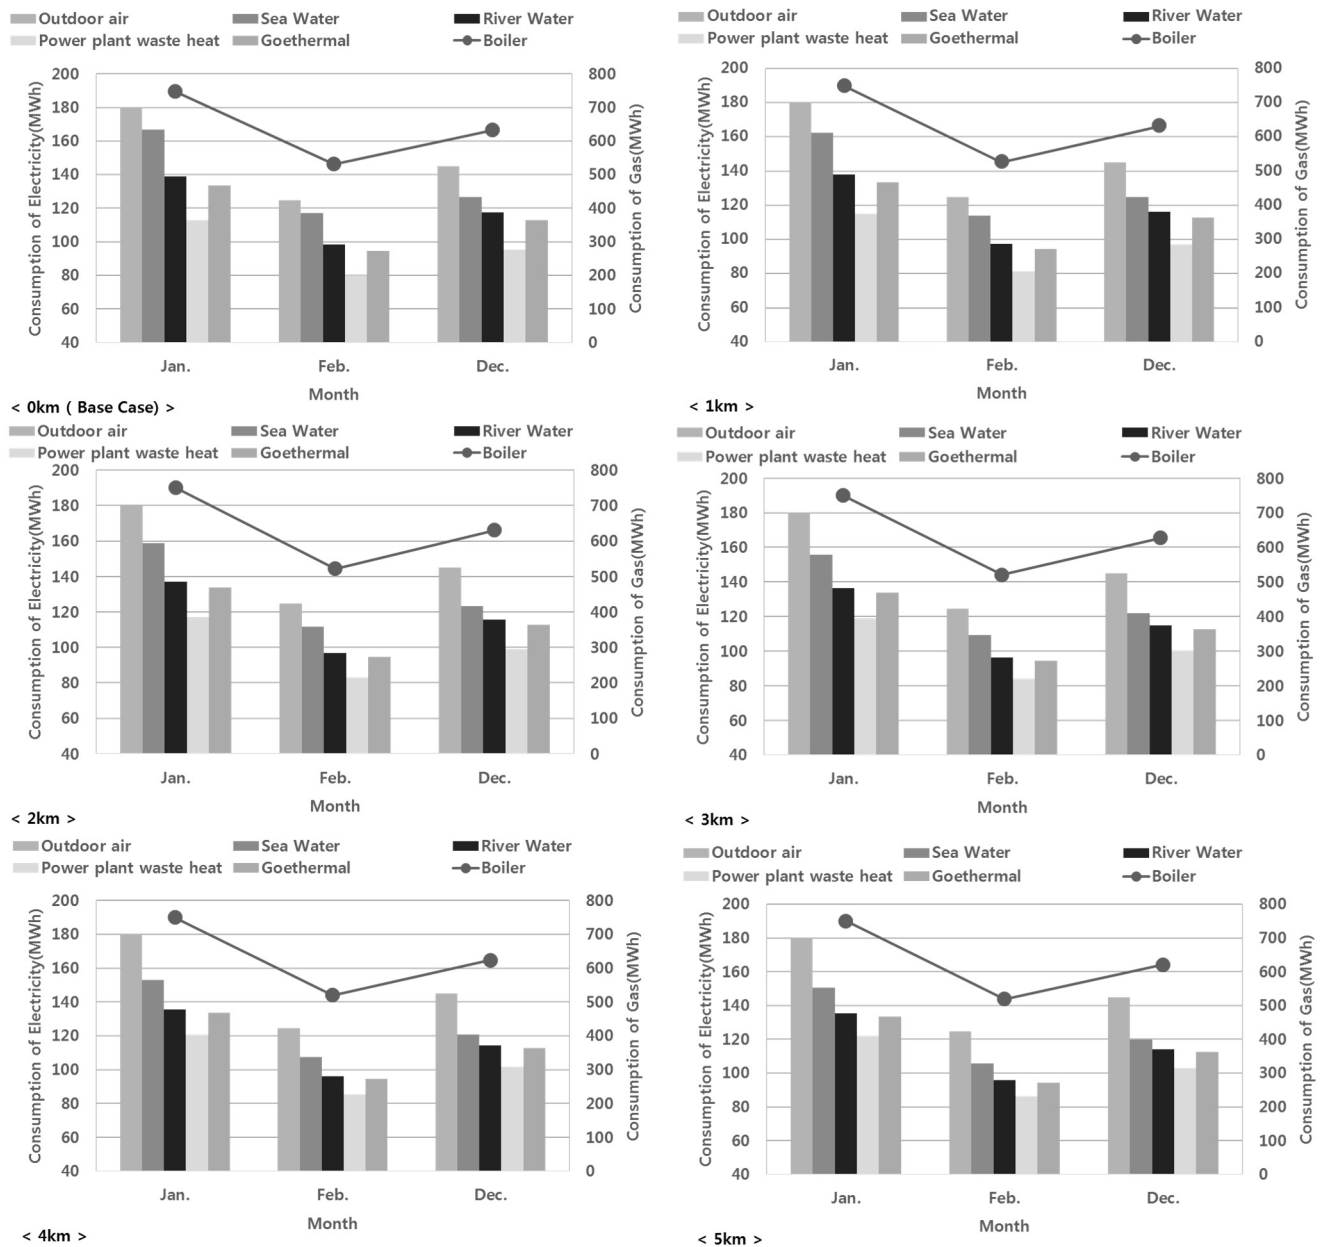 Outdoor air Sea Water River Water
Power plant waste heat Goethermal Boiler
Consumption of Electricity(MWh)
200
180
160
140
120
100
80
60
40
800
700
600
500
400
300
200
100
0
Consumption of Gas(MWh)
Jan. Feb. Dec.
Month
< 0km ( Base Case) >
Outdoor air Sea Water River Water
Power plant waste heat Goethermal Boiler
Consumption of Electricity(MWh)
200
180
160
140
120
100
80
60
40
800
700
600
500
400
300
200
100
0
Consumption of Gas(MWh)
Jan. Feb. Dec.
Month
< 1km >
Outdoor air Sea Water River Water
Power plant waste heat Goethermal Boiler
Consumption of Electricity(MWh)
200
180
160
140
120
100
80
60
40
800
700
600
500
400
300
200
100
0
Consumption of Gas(MWh)
Jan. Feb. Dec.
Month
< 2km >
Outdoor air Sea Water River Water
Power plant waste heat Goethermal Boiler
Consumption of Electricity(MWh)
200
180
160
140
120
100
80
60
40
800
700
600
500
400
300
200
100
0
Consumption of Gas(MWh)
Jan. Feb. Dec.
Month
< 3km >
Outdoor air Sea Water River Water
Power plant waste heat Goethermal Boiler
Consumption of Electricity(MWh)
200
180
160
140
120
100
80
60
40
800
700
600
500
400
300
200
100
0
Consumption of Gas(MWh)
Jan. Feb. Dec.
Month
< 4km >
Outdoor air Sea Water River Water
Power plant waste heat Goethermal Boiler
Consumption of Electricity(MWh)
200
180
160
140
120
100
80
60
40
800
700
600
500
400
300
200
100
0
Consumption of Gas(MWh)
Jan. Feb. Dec.
Month
< 5km >